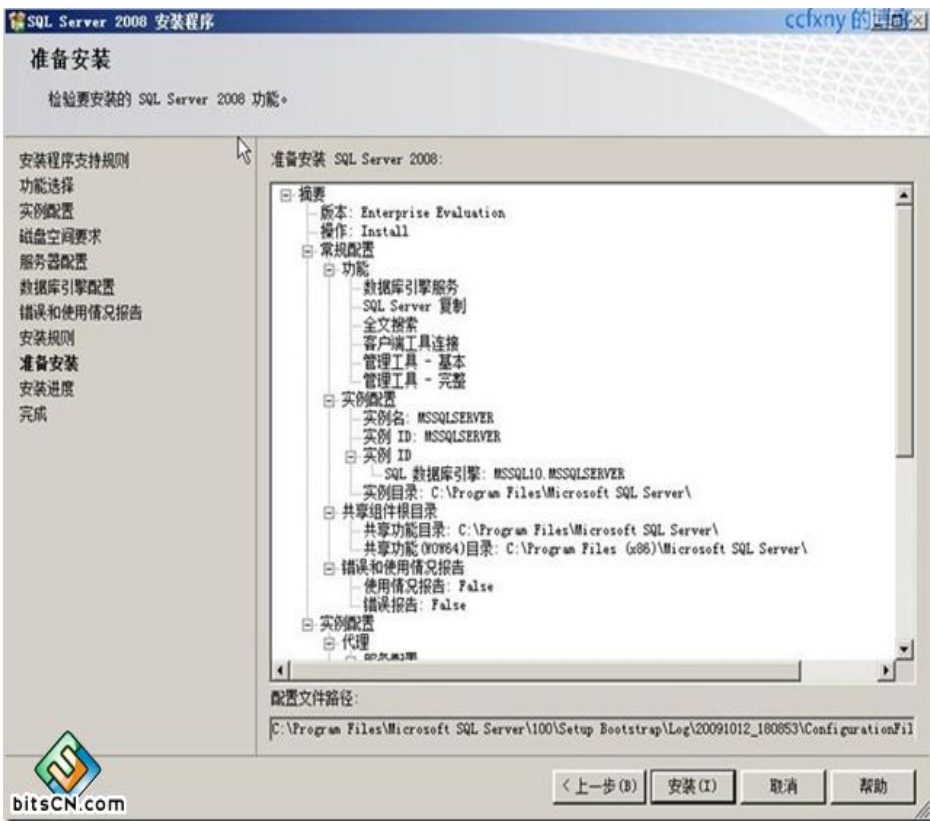 SQL Server 2008 安装程序
ccfxny 的博客
准备安装
检验要安装的 SQL Server 2008 功能。
安装程序支持规则
功能选择
实例配置
磁盘空间要求
服务器配置
数据库引擎配置
错误和使用情况报告
安装规则
准备安装
安装进度
完成
准备安装 SQL Server 2008:
摘要
版本: Enterprise Evaluation
操作: Install
常规配置
功能
数据库引擎服务
SQL Server 复制
全文搜索
客户端工具连接
管理工具 - 基本
管理工具 - 完整
实例配置
实例名: MSSQLSERVER
实例 ID: MSSQLSERVER
实例 ID
SQL 数据库引擎: MSSQL10.MSSQLSERVER
实例目录: C:\Program Files\Microsoft SQL Server\
共享组件根目录
共享功能目录: C:\Program Files\Microsoft SQL Server\
共享功能(WOW64)目录: C:\Program Files (x86)\Microsoft SQL Server\
错误和使用情况报告
使用情况报告: False
错误报告: False
实例配置
代理
配置文件路径:
C:\Program Files\Microsoft SQL Server\100\Setup Bootstrap\Log\20091012_180853\ConfigurationFil
< 上一步(B)
安装(I)
取消
帮助
bitsCN.com